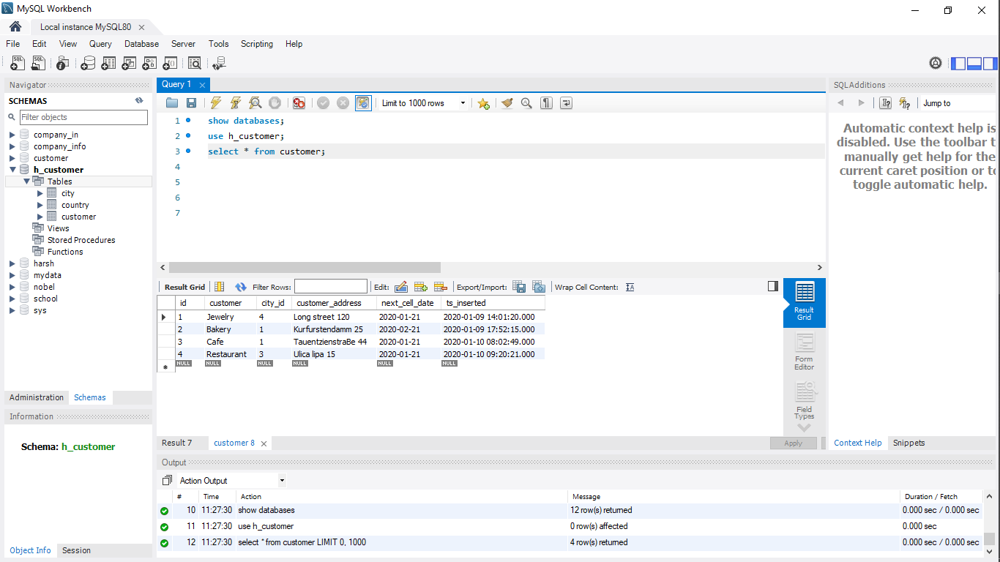 MySQL Workbench
Local instance MySQL80
File Edit View Query Database Server Tools Scripting Help
Navigator
SCHEMAS
Filter objects
company_in
company_info
customer
h_customer
Tables
city
country
customer
Views
Stored Procedures
Functions
harsh
mydata
nobel
school
sys
Administration Schemas
Information
Schema: h_customer
Object Info Session
Query 1
Limit to 1000 rows
1 show databases;
2 use h_customer;
3 select * from customer;
4
5
6
7
Result Grid Filter Rows: Edit: Export/Import: Wrap Cell Content:
id customer city_id customer_address next_cell_date ts_inserted
1 Jewelry 4 Long street 120 2020-01-21 2020-01-09 14:01:20.000
2 Bakery 1 Kurfurstendamm 25 2020-02-21 2020-01-09 17:52:15.000
3 Cafe 1 TauentzienstraBe 44 2020-01-21 2020-01-10 08:02:49.000
4 Restaurant 3 Ulica lipa 15 2020-01-21 2020-01-10 09:20:21.000
NULL NULL NULL NULL NULL NULL
Result Grid
Form Editor
Field Types
Result 7 customer 8 Apply
SQLAdditions
Jump to
Automatic context help is
disabled. Use the toolbar t
manually get help for the
current caret position or to
toggle automatic help.
Context Help Snippets
Output
Action Output
# Time Action Message Duration / Fetch
10 11:27:30 show databases 12 row(s) returned 0.000 sec / 0.000 sec
11 11:27:30 use h_customer 0 row(s) affected 0.000 sec
12 11:27:30 select * from customer LIMIT 0, 1000 4 row(s) returned 0.000 sec / 0.000 sec